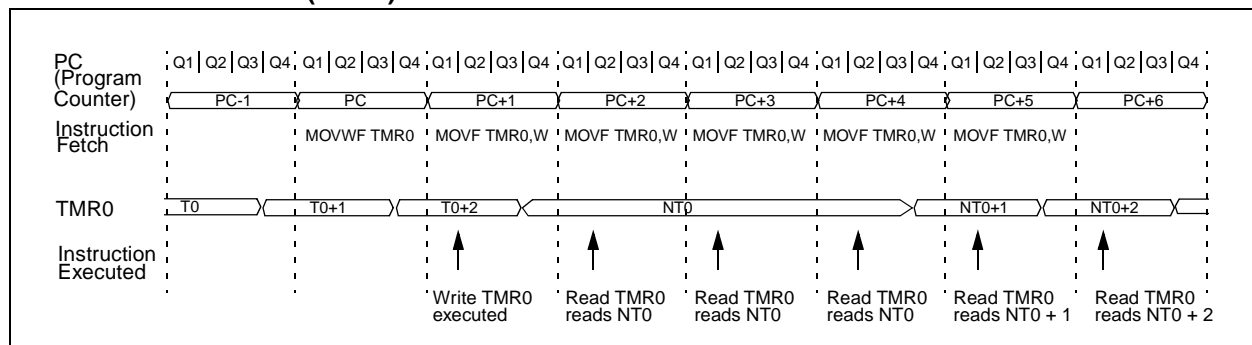 PC (Program Counter)
Q1 Q2 Q3 Q4 Q1 Q2 Q3 Q4 Q1 Q2 Q3 Q4 Q1 Q2 Q3 Q4 Q1 Q2 Q3 Q4 Q1 Q2 Q3 Q4 Q1 Q2 Q3 Q4 Q1 Q2 Q3 Q4
PC-1 PC PC+1 PC+2 PC+3 PC+4 PC+5 PC+6
Instruction Fetch
MOVWF TMR0 MOVF TMR0,W MOVF TMR0,W MOVF TMR0,W MOVF TMR0,W MOVF TMR0,W
TMR0 T0 T0+1 T0+2 NT0 NT0+1 NT0+2
Instruction Executed
Write TMR0 Read TMR0 Read TMR0 Read TMR0 Read TMR0 Read TMR0
executed reads NT0 reads NT0 reads NT0 reads NT0 + 1 reads NT0 + 2